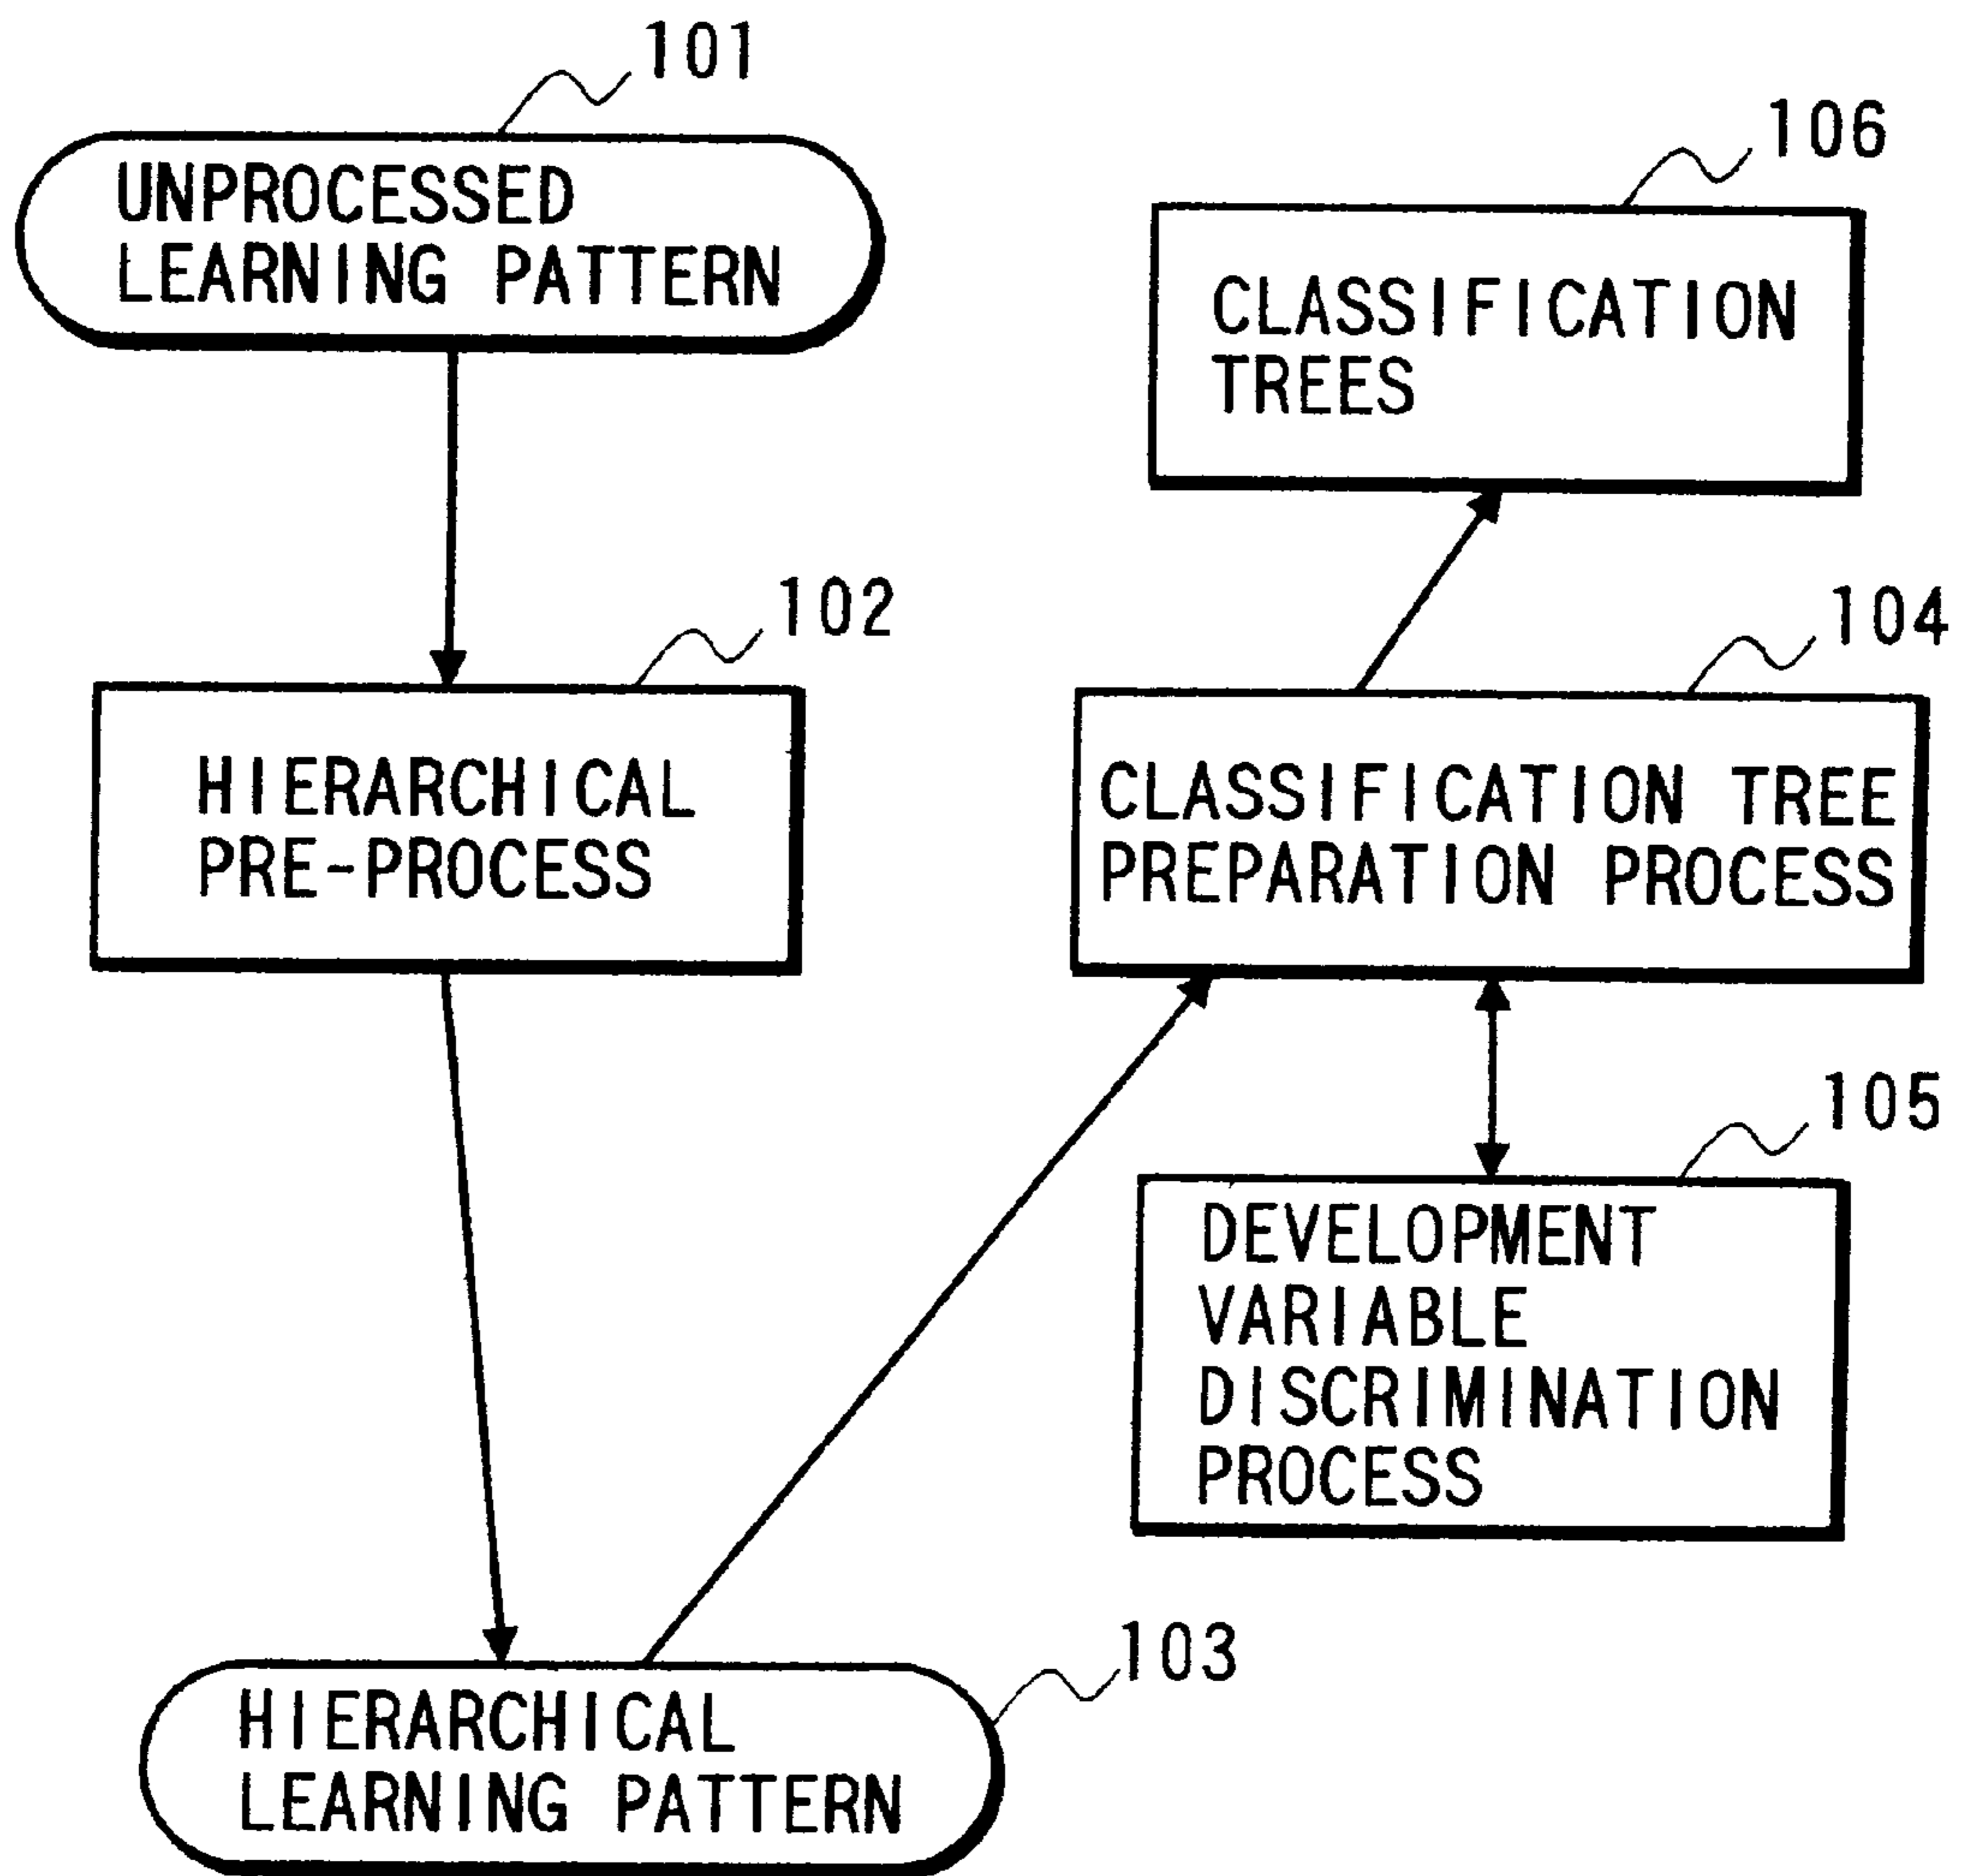 101
UNPROCESSED
LEARNING PATTERN
102
HIERARCHICAL
PRE-PROCESS
103
HIERARCHICAL
LEARNING PATTERN
106
CLASSIFICATION
TREES
104
CLASSIFICATION TREE
PREPARATION PROCESS
105
DEVELOPMENT
VARIABLE
DISCRIMINATION
PROCESS